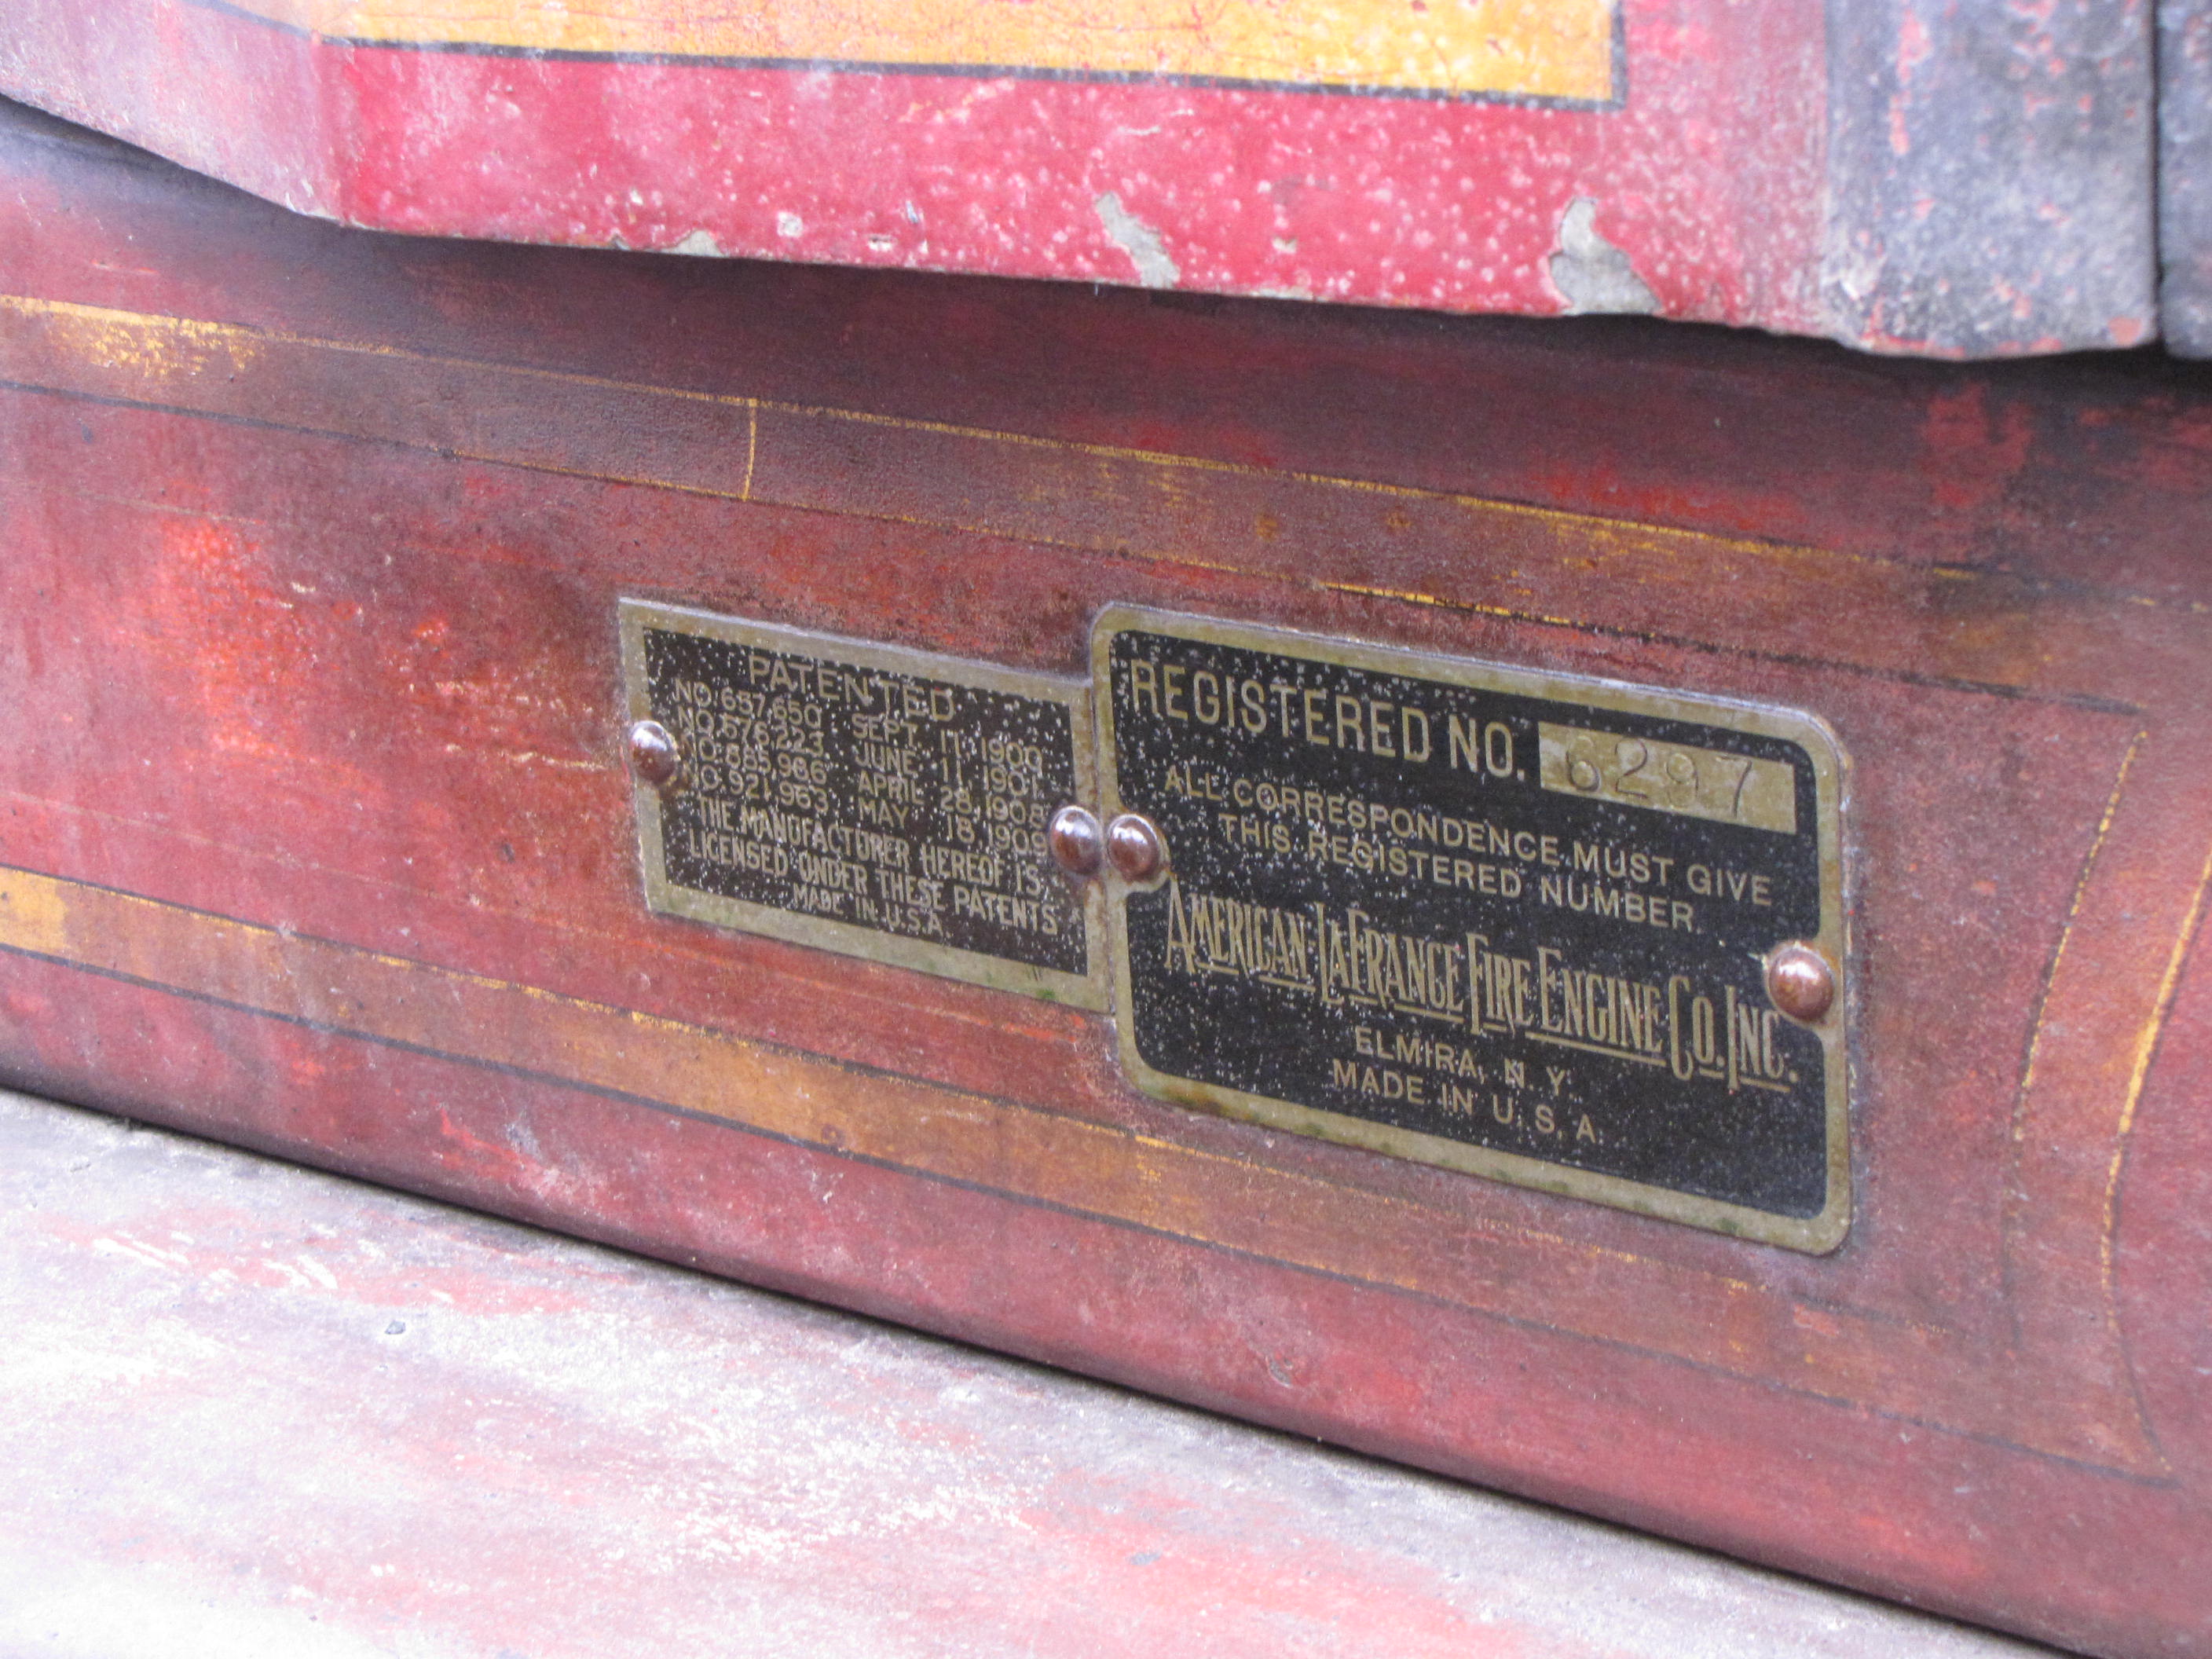 PATENTED
NO. 657,650 SEPT. 11, 1900
NO. 676,223 JUNE 11, 1901
NO. 885,986 APRIL 28, 1908
NO. 921,963 MAY 18, 1909
THE MANUFACTURER HEREOF IS
LICENSED UNDER THESE PATENTS
MADE IN U.S.A.
REGISTERED NO. 6297
ALL CORRESPONDENCE MUST GIVE
THIS REGISTERED NUMBER
AMERICAN LAFRANCE FIRE ENGINE CO. INC.
ELMIRA, N. Y.
MADE IN U. S. A.